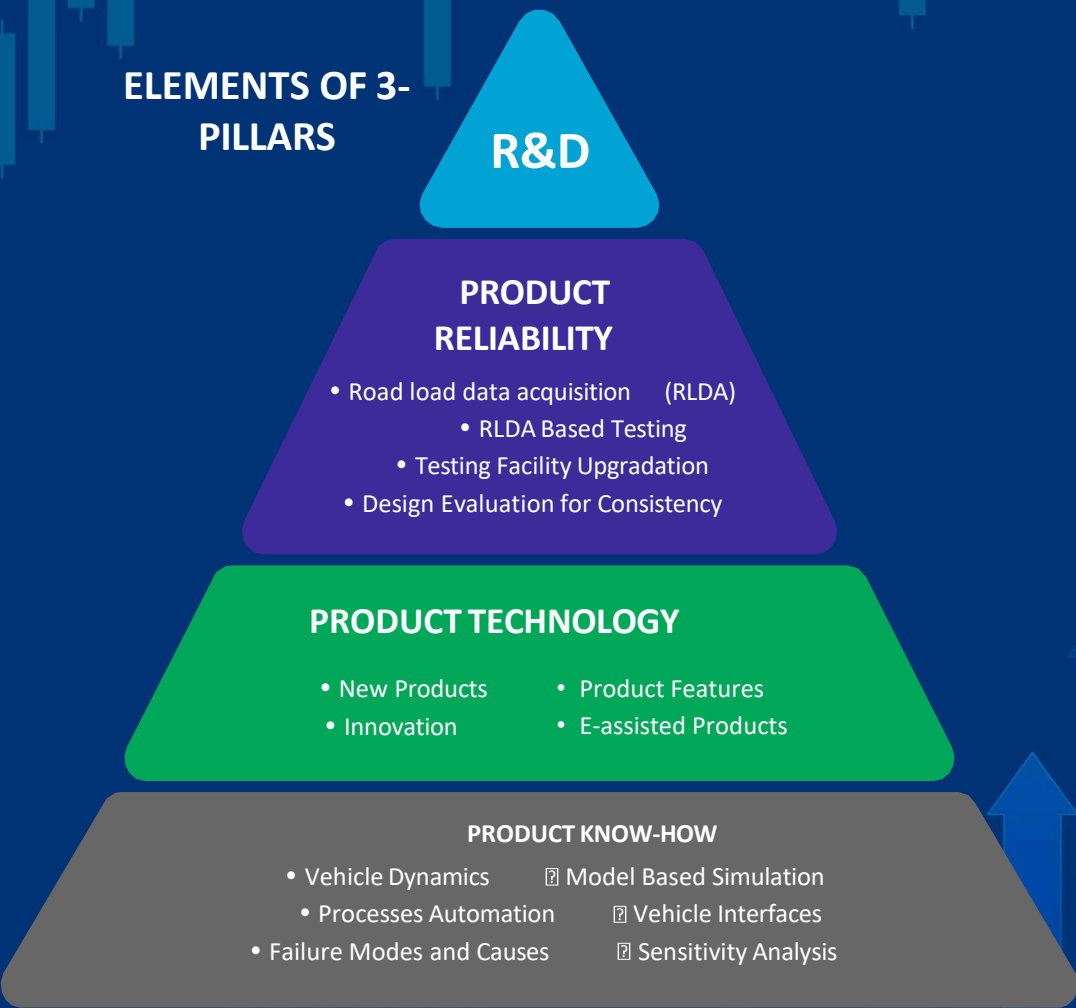 ELEMENTS OF 3-
PILLARS
R&D
PRODUCT
RELIABILITY
• Road load data acquisition (RLDA)
• RLDA Based Testing
• Testing Facility Upgradation
• Design Evaluation for Consistency
PRODUCT TECHNOLOGY
• New Products • Product Features
• Innovation • E-assisted Products
PRODUCT KNOW-HOW
• Vehicle Dynamics ⍰ Model Based Simulation
• Processes Automation ⍰ Vehicle Interfaces
• Failure Modes and Causes ⍰ Sensitivity Analysis